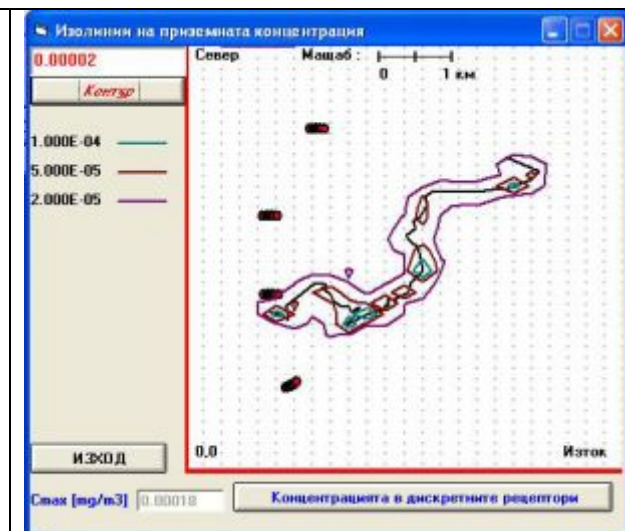 Изолинии на приземната концентрация
0.00002
Контур
1.000E-04
5.000E-05
2.000E-05
Север
Мащаб :
0 1 км
0,0
Изток
ИЗХОД
Cmax [mg/m3] 0.00018
Концентрацията в дискретните рецептори